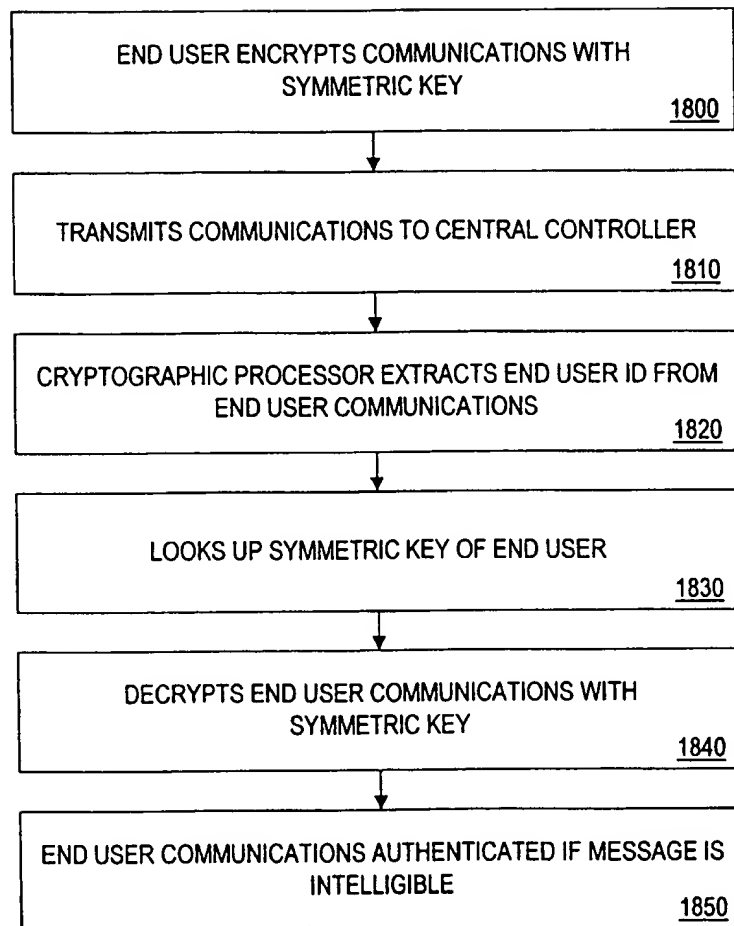 END USER ENCRYPTS COMMUNICATIONS WITH
SYMMETRIC KEY
1800
TRANSMITS COMMUNICATIONS TO CENTRAL CONTROLLER
1810
CRYPTOGRAPHIC PROCESSOR EXTRACTS END USER ID FROM
END USER COMMUNICATIONS
1820
LOOKS UP SYMMETRIC KEY OF END USER
1830
DECRYPTS END USER COMMUNICATIONS WITH
SYMMETRIC KEY
1840
END USER COMMUNICATIONS AUTHENTICATED IF MESSAGE IS
INTELLIGIBLE
1850